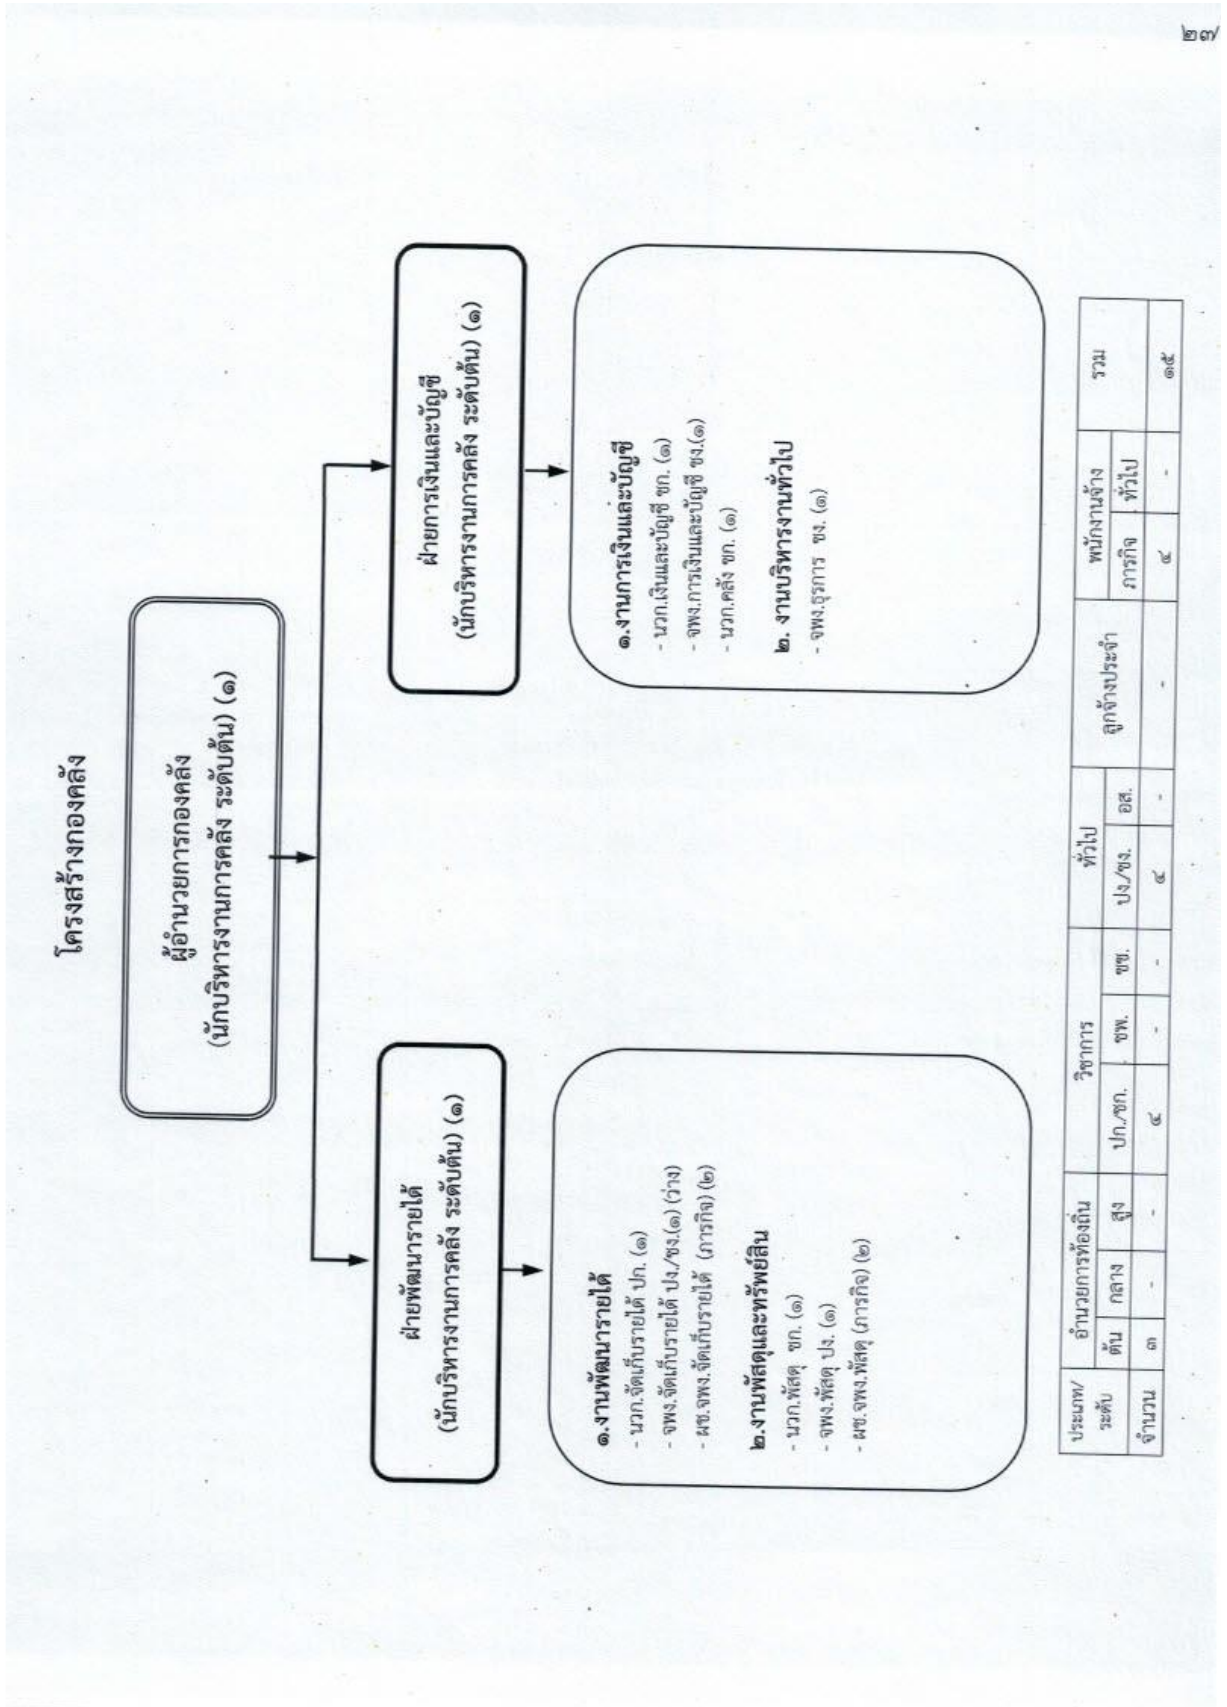 ๒๗
โครงสร้างกองคลัง
ผู้อำนวยการกองคลัง
(นักบริหารงานการคลัง ระดับต้น) (๑)
ฝ่ายพัฒนารายได้
(นักบริหารงานการคลัง ระดับต้น) (๑)
๑.งานพัฒนารายได้
- นวก.จัดเก็บรายได้ ปก. (๑)
- จพง.จัดเก็บรายได้ ปง./ชง.(๑) (ว่าง)
- ผช.จพง.จัดเก็บรายได้ (ภารกิจ) (๒)
๒.งานพัสดุและทรัพย์สิน
- นวก.พัสดุ ชก. (๑)
- จพง.พัสดุ ปง. (๑)
- ผช.จพง.พัสดุ (ภารกิจ) (๒)
ฝ่ายการเงินและบัญชี
(นักบริหารงานการคลัง ระดับต้น) (๑)
๑.งานการเงินและบัญชี
- นวก.เงินและบัญชี ชก. (๑)
- จพง.การเงินและบัญชี ชง.(๑)
- นวก.คลัง ชก. (๑)
๒. งานบริหารงานทั่วไป
- จพง.ธุรการ ชง. (๑)
ประเภท/ อำนวยการท้องถิ่น วิชาการ ทั่วไป ลูกจ้างประจำ พนักงานจ้าง รวม
ระดับ ต้น กลาง สูง ปก./ชก. ชพ. ชช. ปง./ชง. อส. ภารกิจ ทั่วไป
จำนวน ๓ - - ๔ - - ๔ - - ๔ - ๑๕